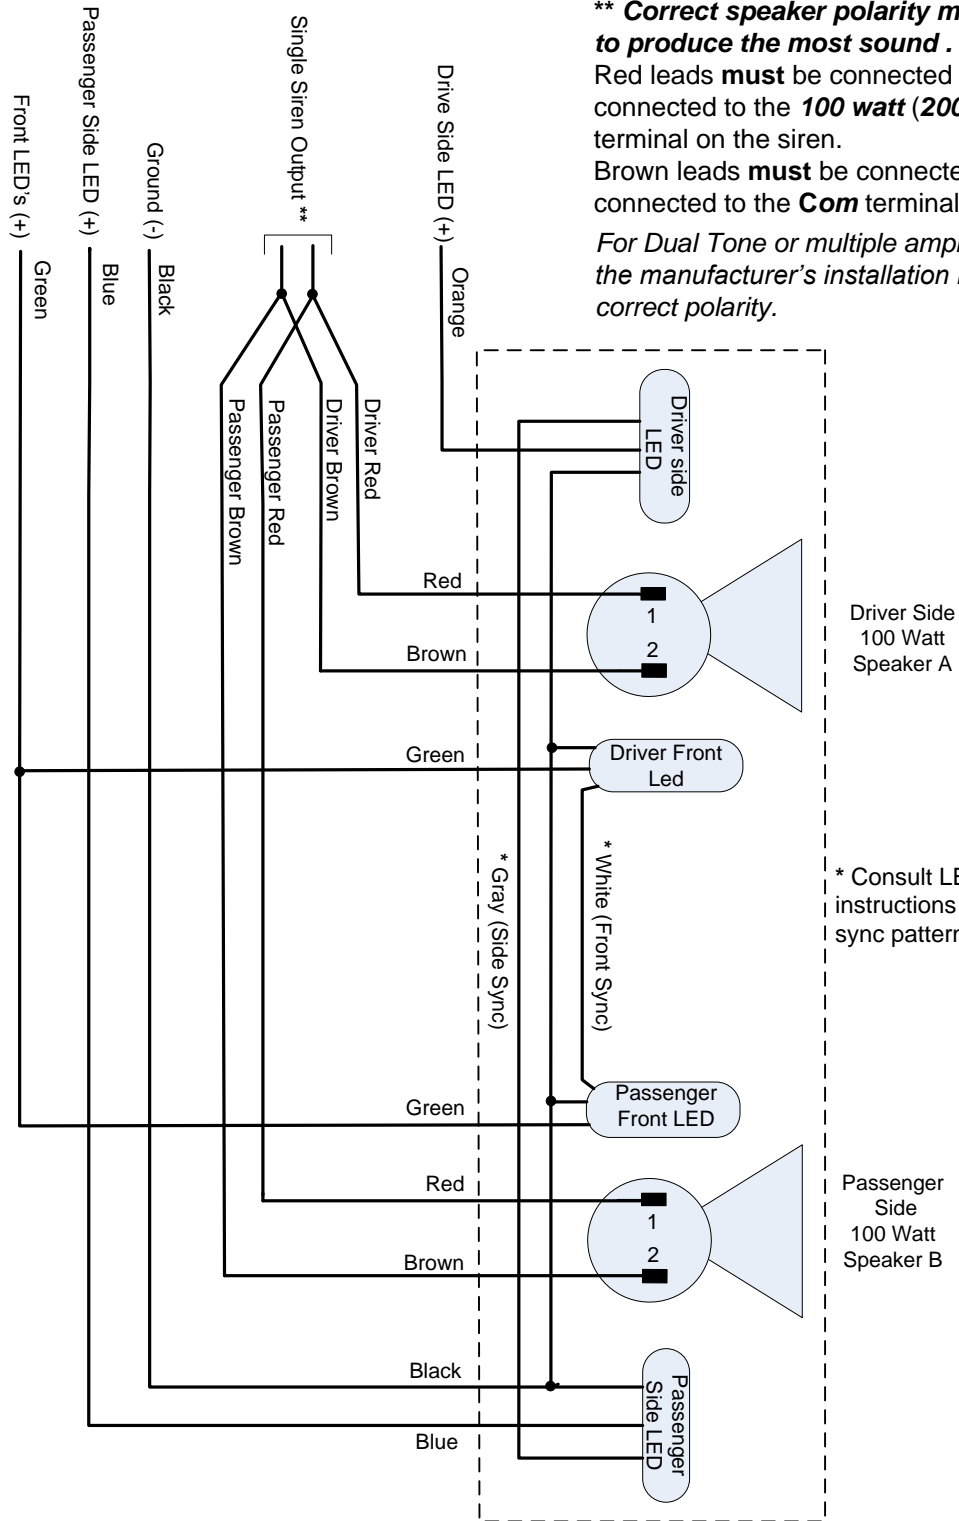 ** Correct speaker polarity
to produce the most sound .
Red leads must be connected
connected to the 100 watt (200
terminal on the siren.
Brown leads must be
connected to the Com terminal
For Dual Tone or multiple
the manufacturer's installation
correct polarity.
Front LED's (+)
Green
Passenger Side LED (+)
Blue
Ground (-)
Black
Single Siren Output **
Drive Side LED (+)
Orange
Passenger Brown
Passenger Red
Driver Brown
Driver Red
Driver side
LED
Red
1
2
Brown
Driver Side
100 Watt
Speaker A
Green
Driver Front
Led
* Gray (Side Sync)
* White (Front Sync)
* Consult
instructions
sync
Green
Passenger
Front LED
Red
1
2
Brown
Passenger
Side
100 Watt
Speaker B
Black
Blue
Passenger
Side LED